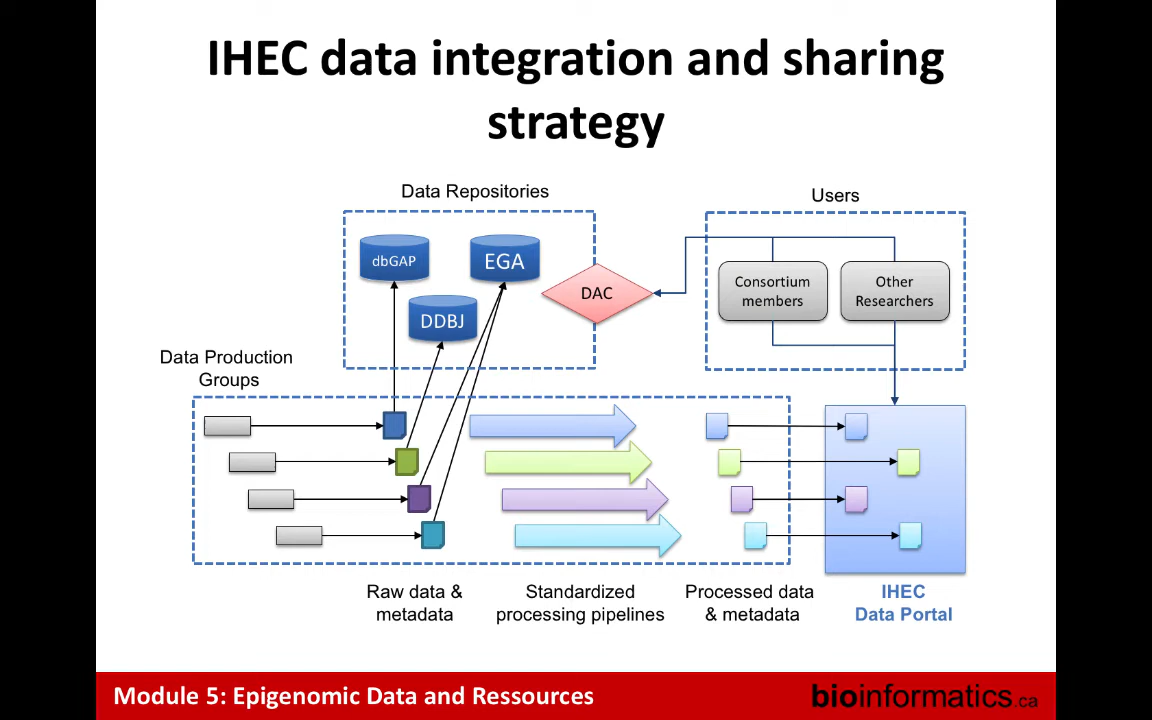 IHEC data integration and sharing
strategy
Data Repositories
Users
dbGAP
EGA
DDBJ
DAC
Consortium
members
Other
Researchers
Data Production
Groups
Raw data &
metadata
Standardized
processing pipelines
Processed data
& metadata
IHEC
Data Portal
Module 5: Epigenomic Data and Ressources
bioinformatics.ca